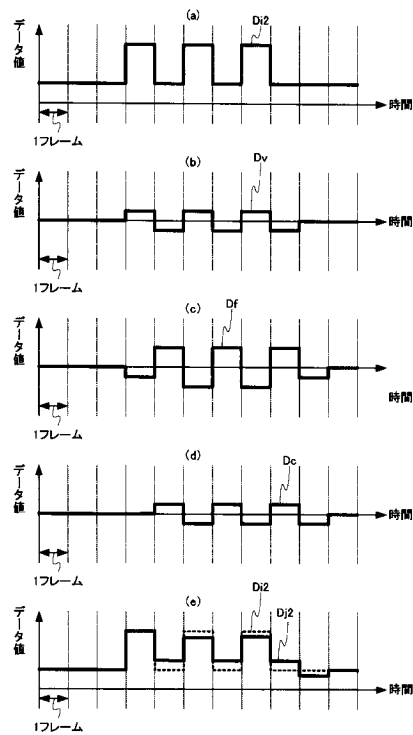 (a)
データ値
Di2
時間
1フレーム
(b)
データ値
Dv
時間
1フレーム
(c)
データ値
Df
時間
1フレーム
(d)
データ値
Dc
時間
1フレーム
(e)
データ値
Di2
Dj2
時間
1フレーム